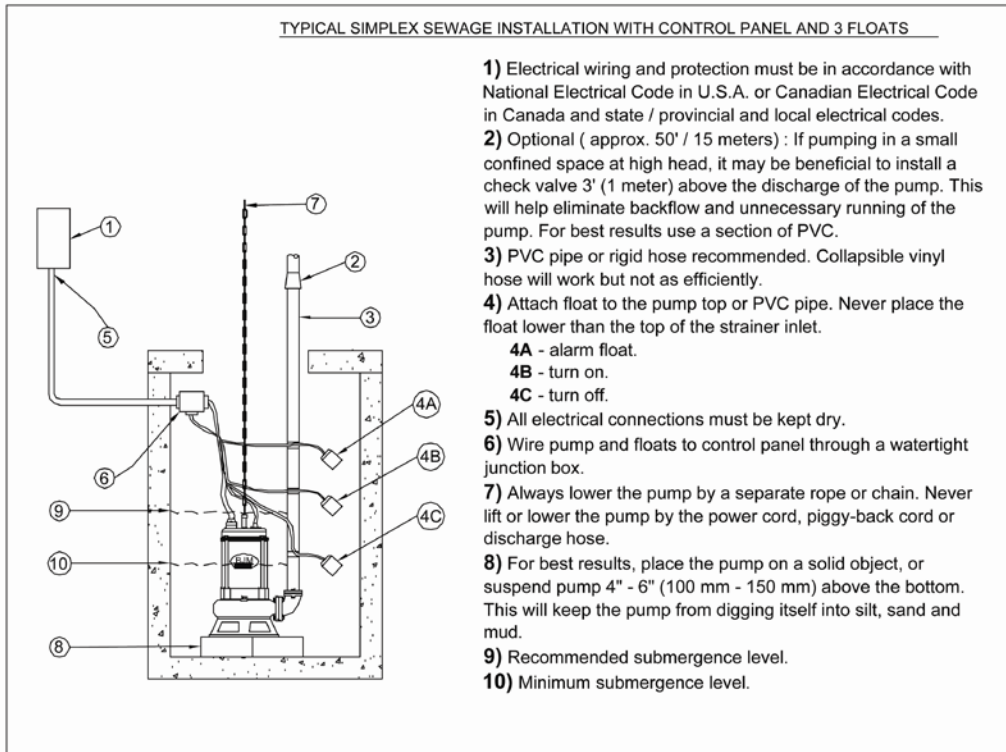 TYPICAL SIMPLEX SEWAGE INSTALLATION WITH CONTROL PANEL AND 3 FLOATS
1) Electrical wiring and protection must be in accordance with
National Electrical Code in U.S.A. or Canadian Electrical Code
in Canada and state / provincial and local electrical codes.
2) Optional ( approx. 50' / 15 meters) : If pumping in a small
confined space at high head, it may be beneficial to install a
check valve 3' (1 meter) above the discharge of the pump. This
will help eliminate backflow and unnecessary running of the
pump. For best results use a section of PVC.
3) PVC pipe or rigid hose recommended. Collapsible vinyl
hose will work but not as efficiently.
4) Attach float to the pump top or PVC pipe. Never place the
float lower than the top of the strainer inlet.
4A - alarm float.
4B - turn on.
4C - turn off.
5) All electrical connections must be kept dry.
6) Wire pump and floats to control panel through a watertight
junction box.
7) Always lower the pump by a separate rope or chain. Never
lift or lower the pump by the power cord, piggy-back cord or
discharge hose.
8) For best results, place the pump on a solid object, or
suspend pump 4" - 6" (100 mm - 150 mm) above the bottom.
This will keep the pump from digging itself into silt, sand and
mud.
9) Recommended submergence level.
10) Minimum submergence level.
7
1
2
3
5
4A
4B
6
9
4C
10
8